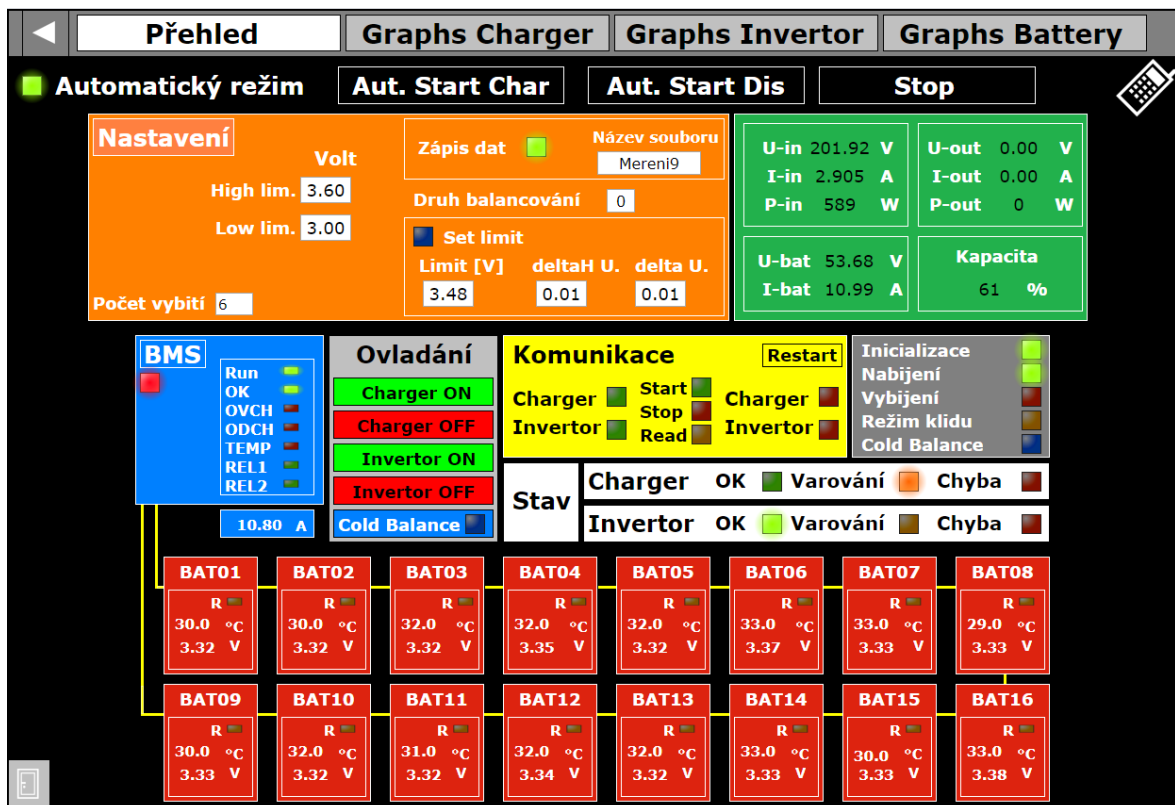 Přehled Graphs Charger Graphs Invertor Graphs Battery
Automatický režim Aut. Start Char Aut. Start Dis Stop
Nastavení
Volt
High lim. 3.60
Low lim. 3.00
Počet vybití 6
Zápis dat Název souboru
Mereni9
Druh balancování 0
Set limit
Limit [V] deltaH U. delta U.
3.48 0.01 0.01
U-in 201.92 V
I-in 2.905 A
P-in 589 W
U-out 0.00 V
I-out 0.00 A
P-out 0 W
U-bat 53.68 V
I-bat 10.99 A
Kapacita
61 %
BMS
Run
OK
OVCH
ODCH
TEMP
REL1
REL2
10.80 A
Ovladání
Charger ON
Charger OFF
Invertor ON
Invertor OFF
Cold Balance
Komunikace Restart
Charger Start Charger
Stop
Invertor Read Invertor
Inicializace
Nabijení
Vybijení
Režim klidu
Cold Balance
Stav
Charger OK Varování Chyba
Invertor OK Varování Chyba
BAT01 BAT02 BAT03 BAT04 BAT05 BAT06 BAT07 BAT08
R R R R R R R R
30.0 °C 30.0 °C 32.0 °C 32.0 °C 32.0 °C 33.0 °C 33.0 °C 29.0 °C
3.32 V 3.32 V 3.32 V 3.35 V 3.32 V 3.37 V 3.33 V 3.33 V
BAT09 BAT10 BAT11 BAT12 BAT13 BAT14 BAT15 BAT16
R R R R R R R R
30.0 °C 32.0 °C 31.0 °C 32.0 °C 32.0 °C 33.0 °C 30.0 °C 33.0 °C
3.33 V 3.32 V 3.32 V 3.34 V 3.32 V 3.33 V 3.33 V 3.38 V